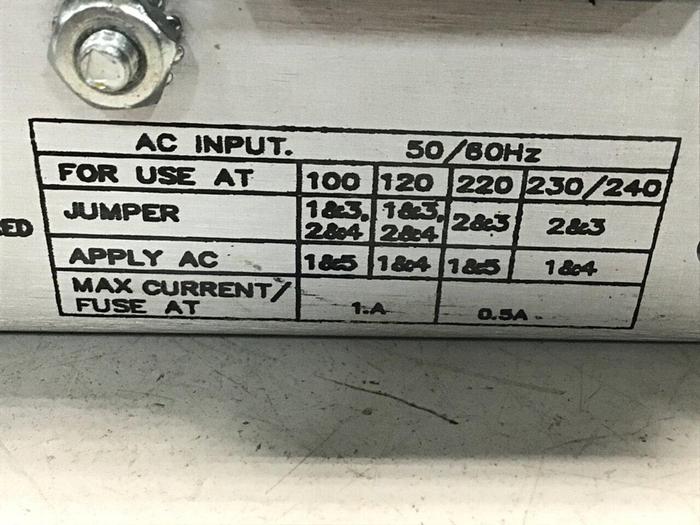 AC INPUT. 50/60Hz
FOR USE AT 100 120 220 230/240
JUMPER 1&3, 2&4 1&3, 2&4 2&3 2&3
APPLY AC 1&5 1&4 1&5 1&4
MAX CURRENT/
FUSE AT 1.A 0.5A
ED